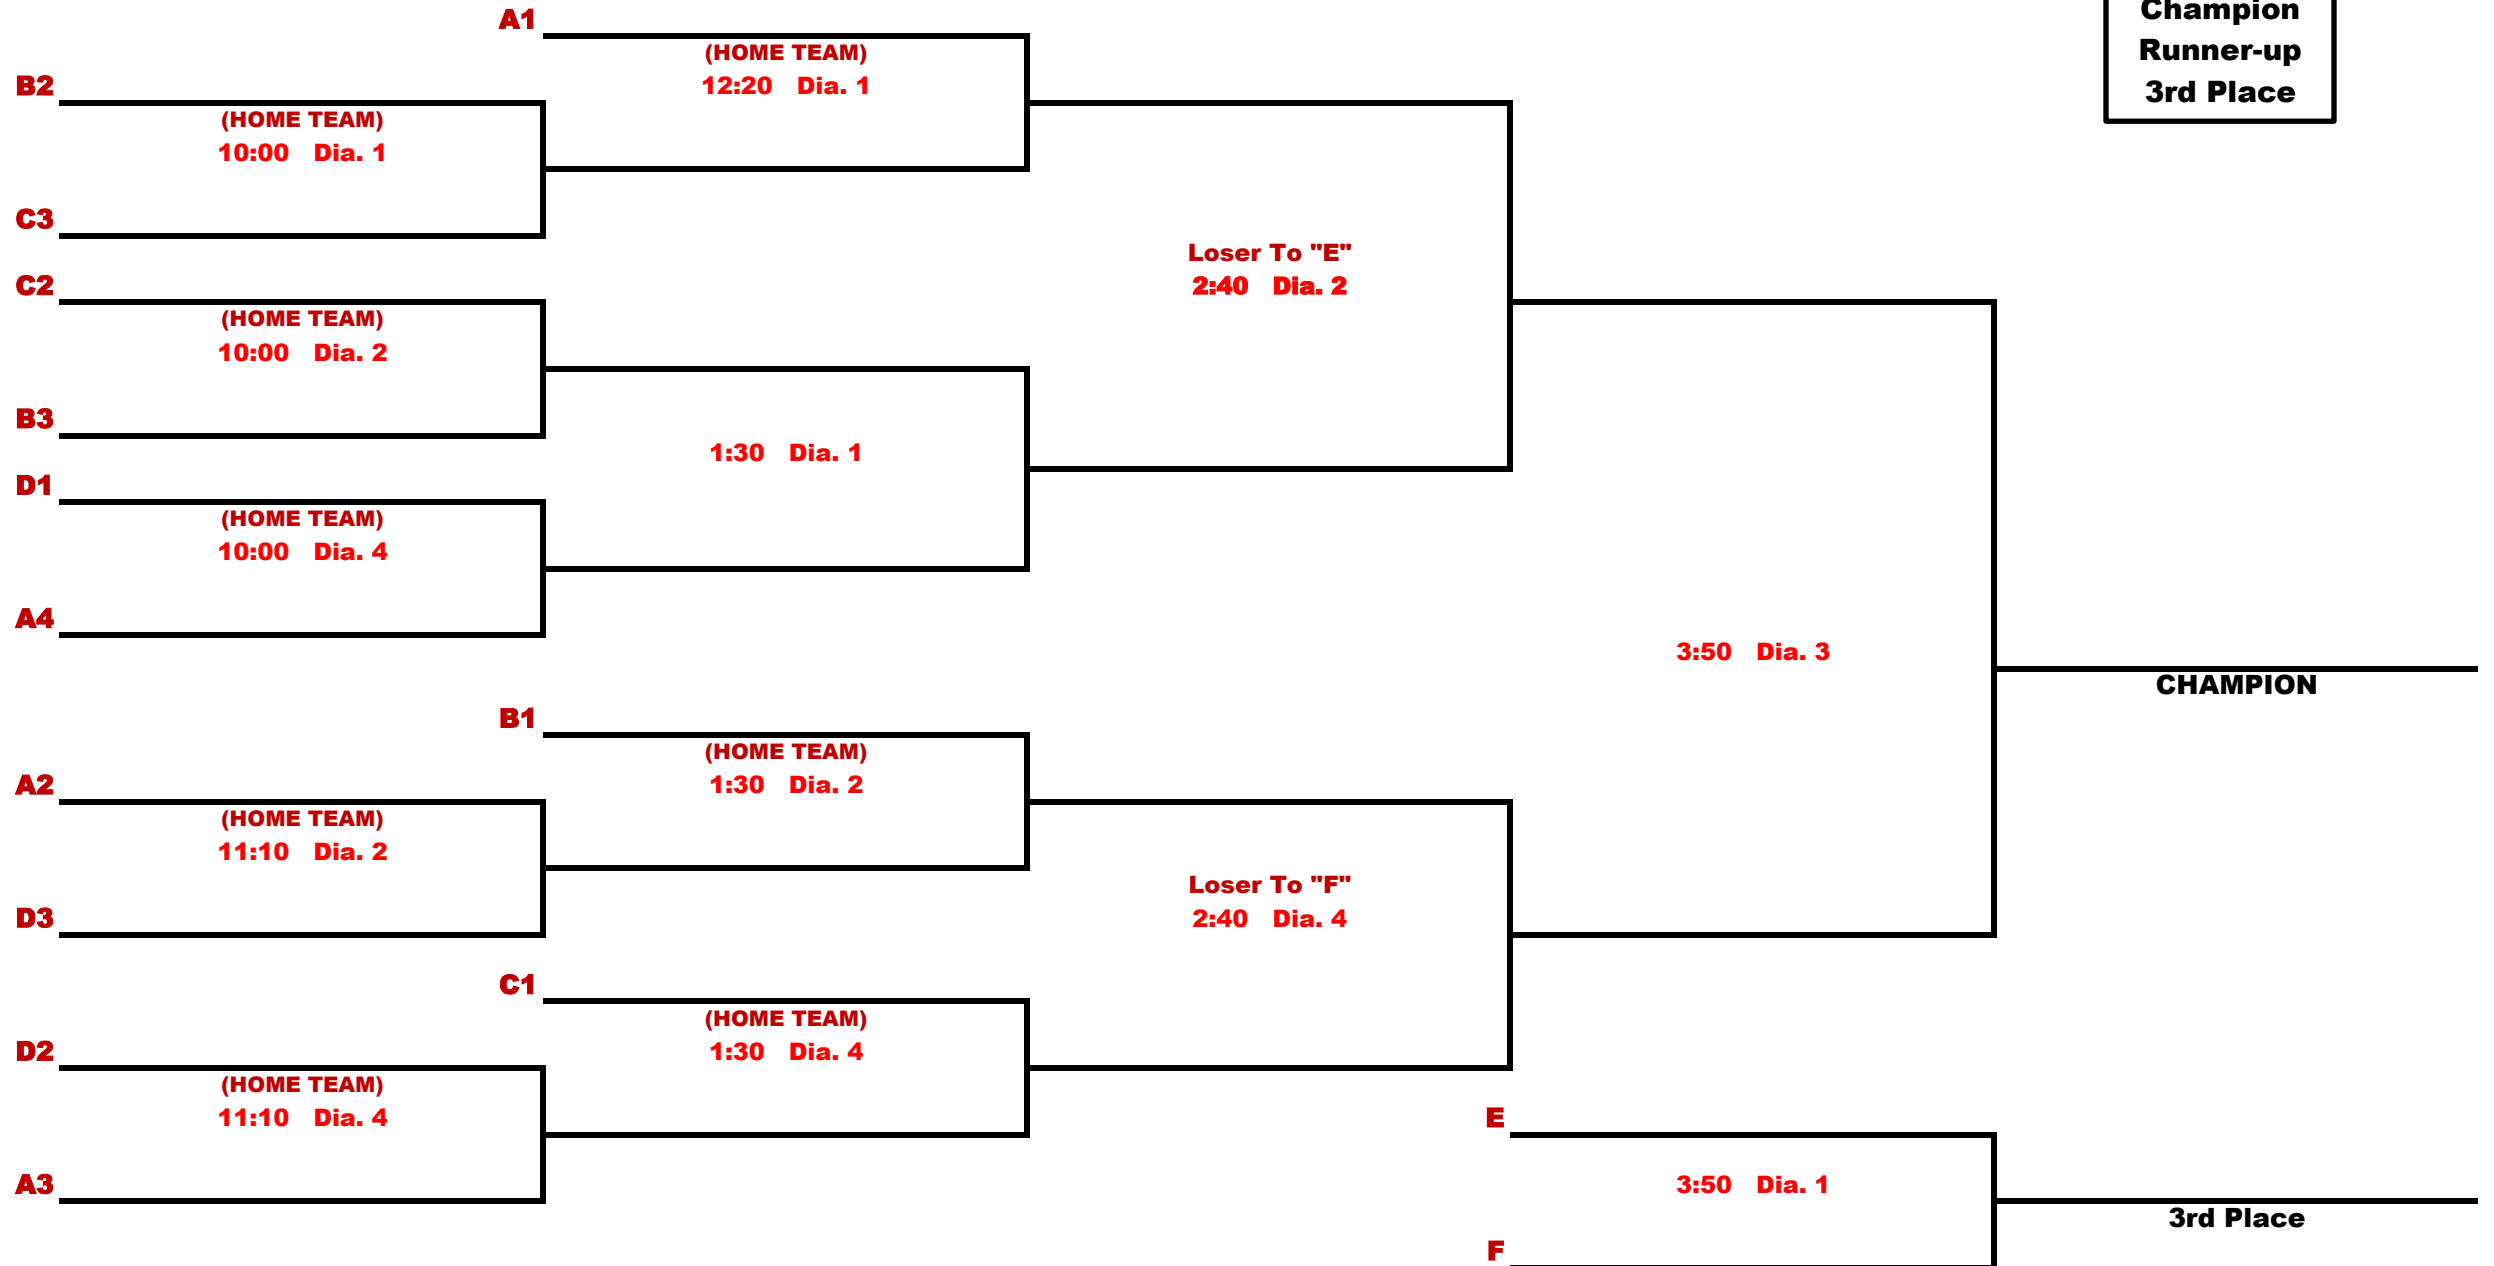 Champion
Runner-up
3rd Place
A1
(HOME TEAM)
12:20 Dia. 1
B2
(HOME TEAM)
10:00 Dia. 1
C3
Loser To "E"
2:40 Dia. 2
C2
(HOME TEAM)
10:00 Dia. 2
B3
1:30 Dia. 1
D1
(HOME TEAM)
10:00 Dia. 4
A4
3:50 Dia. 3
CHAMPION
B1
(HOME TEAM)
1:30 Dia. 2
A2
(HOME TEAM)
11:10 Dia. 2
D3
Loser To "F"
2:40 Dia. 4
C1
(HOME TEAM)
1:30 Dia. 4
D2
(HOME TEAM)
11:10 Dia. 4
A3
E
3:50 Dia. 1
3rd Place
F